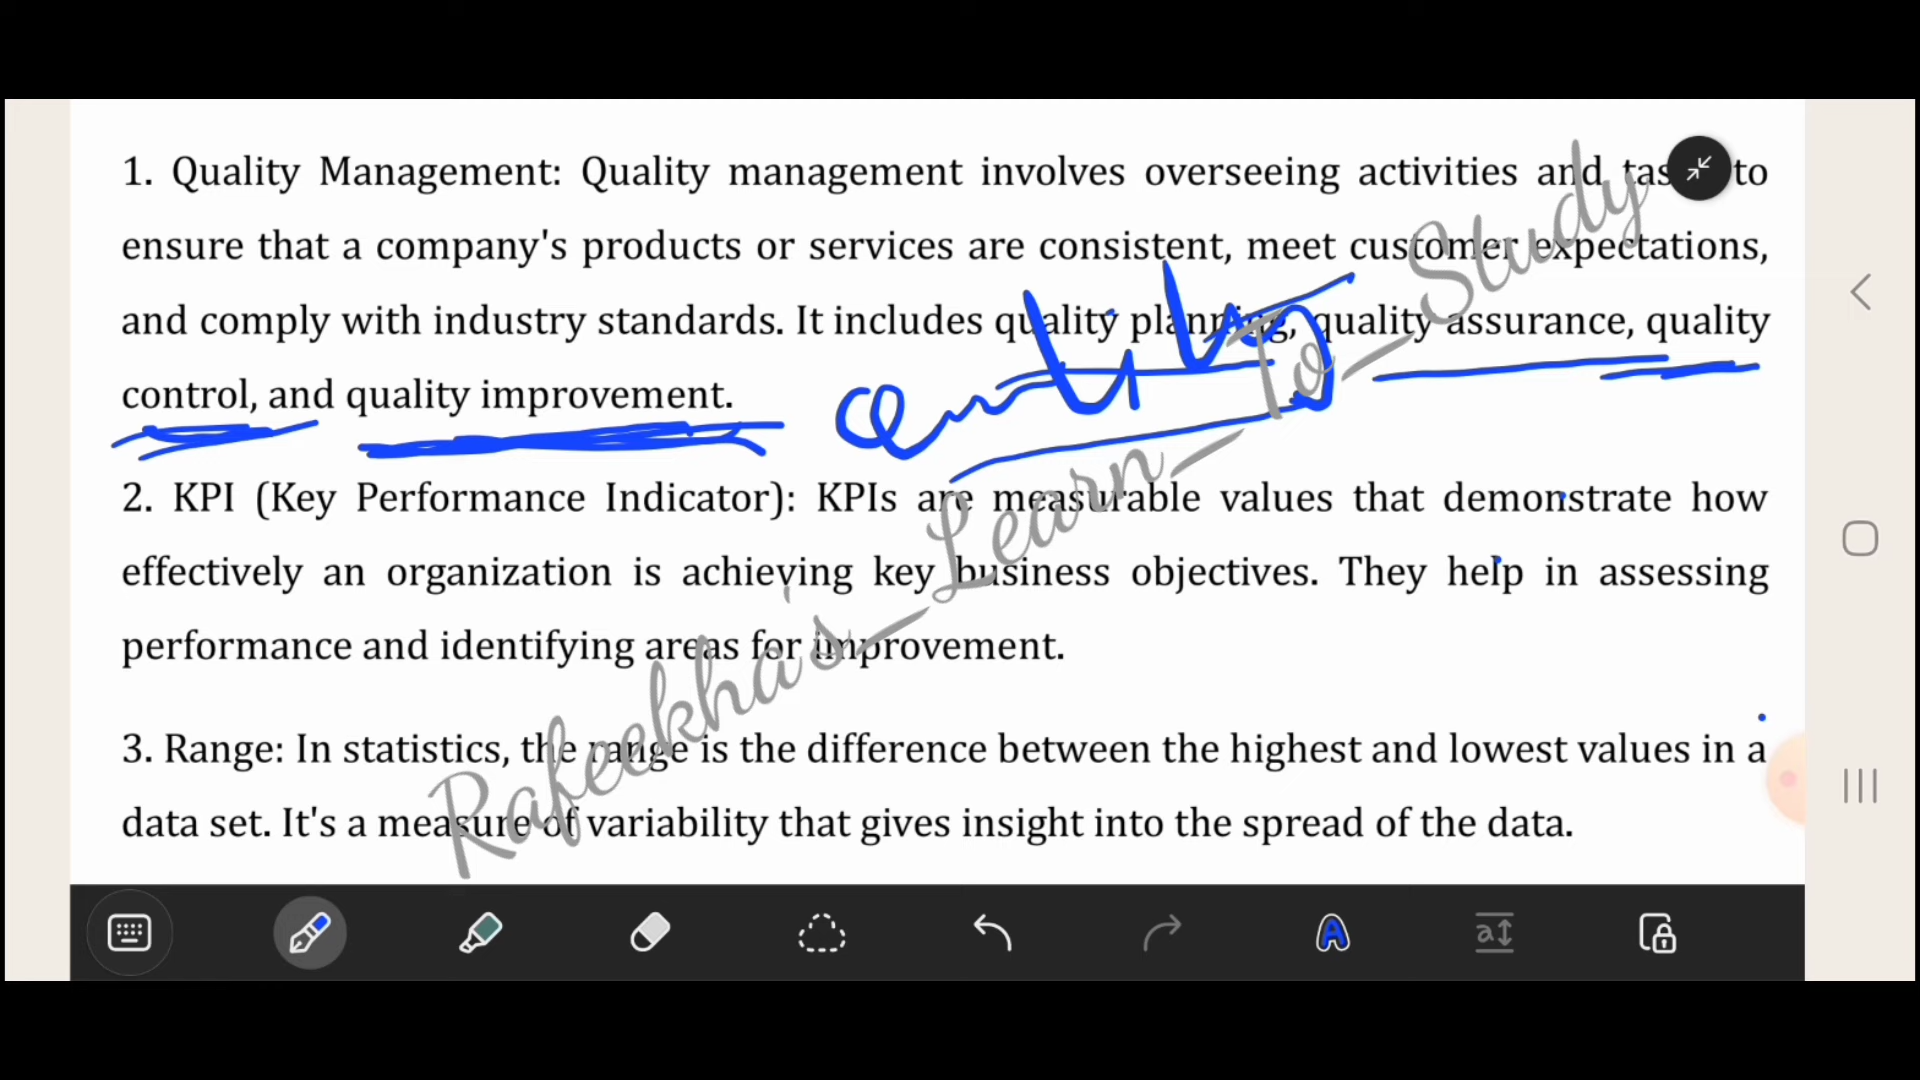 1. Quality Management: Quality management involves overseeing activities and to
ensure that a company's products or services are consistent, meet customer expectations,
and comply with industry standards. It includes quality planning, quality assurance, quality
control, and quality improvement.
2. KPI (Key Performance Indicator): KPIs are measurable values that demonstrate how
effectively an organization is achieving key business objectives. They help in assessing
performance and identifying areas for improvement.
3. Range: In statistics, the range is the difference between the highest and lowest values in a
data set. It's a measure of variability that gives insight into the spread of the data.
Rafeekha's_Learn_To_Study